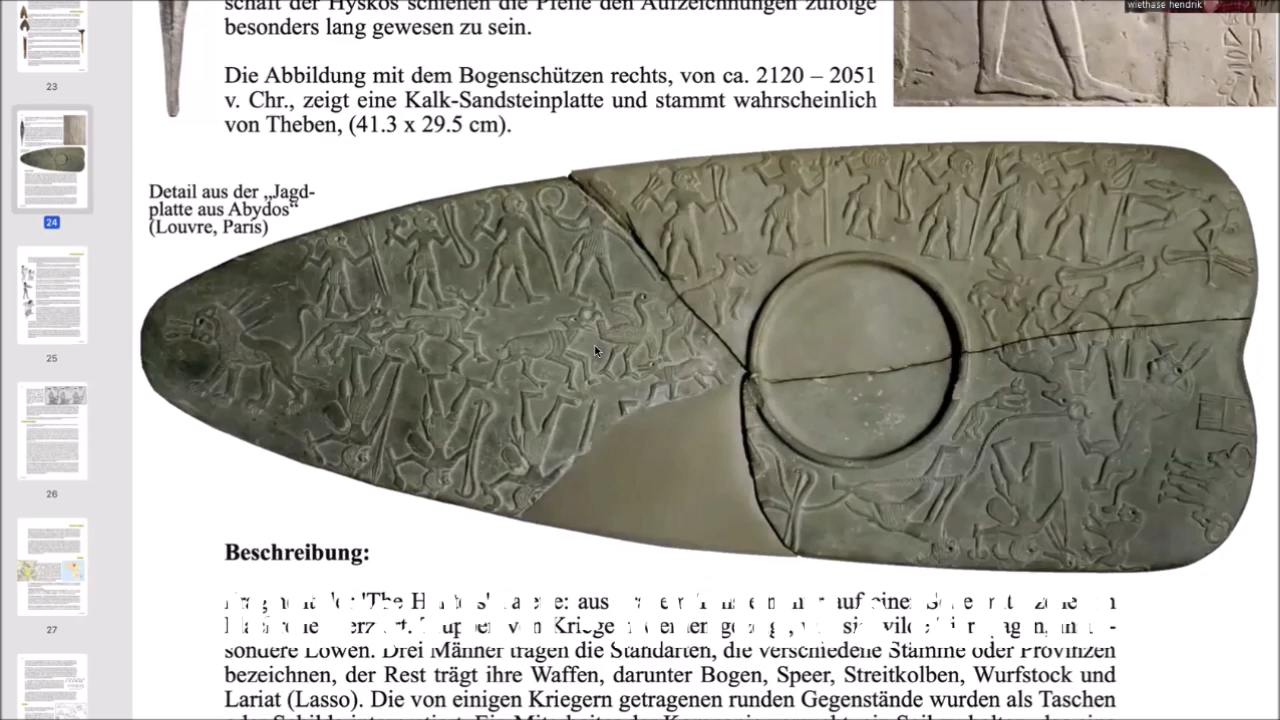 wiethase hendrik
schaft der Hyskos schienen die Pfeile den Aufzeichnungen zufolge
besonders lang gewesen zu sein.
Die Abbildung mit dem Bogenschützen rechts, von ca. 2120 – 2051
v. Chr., zeigt eine Kalk-Sandsteinplatte und stammt wahrscheinlich
von Theben, (41.3 x 29.5 cm).
Detail aus der „Jagd-
platte aus Abydos“
(Louvre, Paris)
Beschreibung:
'The aus auf
von
sondere Löwen. Drei Männer tragen die Standarten, die verschiedene Stämme oder Provinzen
bezeichnen, der Rest trägt ihre Waffen, darunter Bogen, Speer, Streitkolben, Wurfstock und
Lariat (Lasso). Die von einigen Kriegern getragenen runden Gegenstände wurden als Taschen
23
24
25
26
27